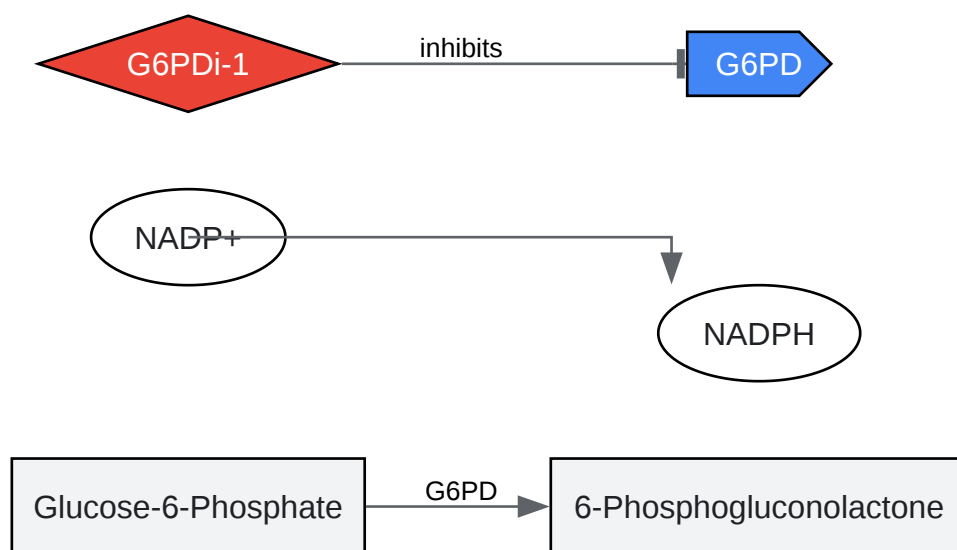 G6PDi-1
inhibits
G6PD
NADP+
NADPH
Glucose-6-Phosphate
G6PD
6-Phosphogluconolactone